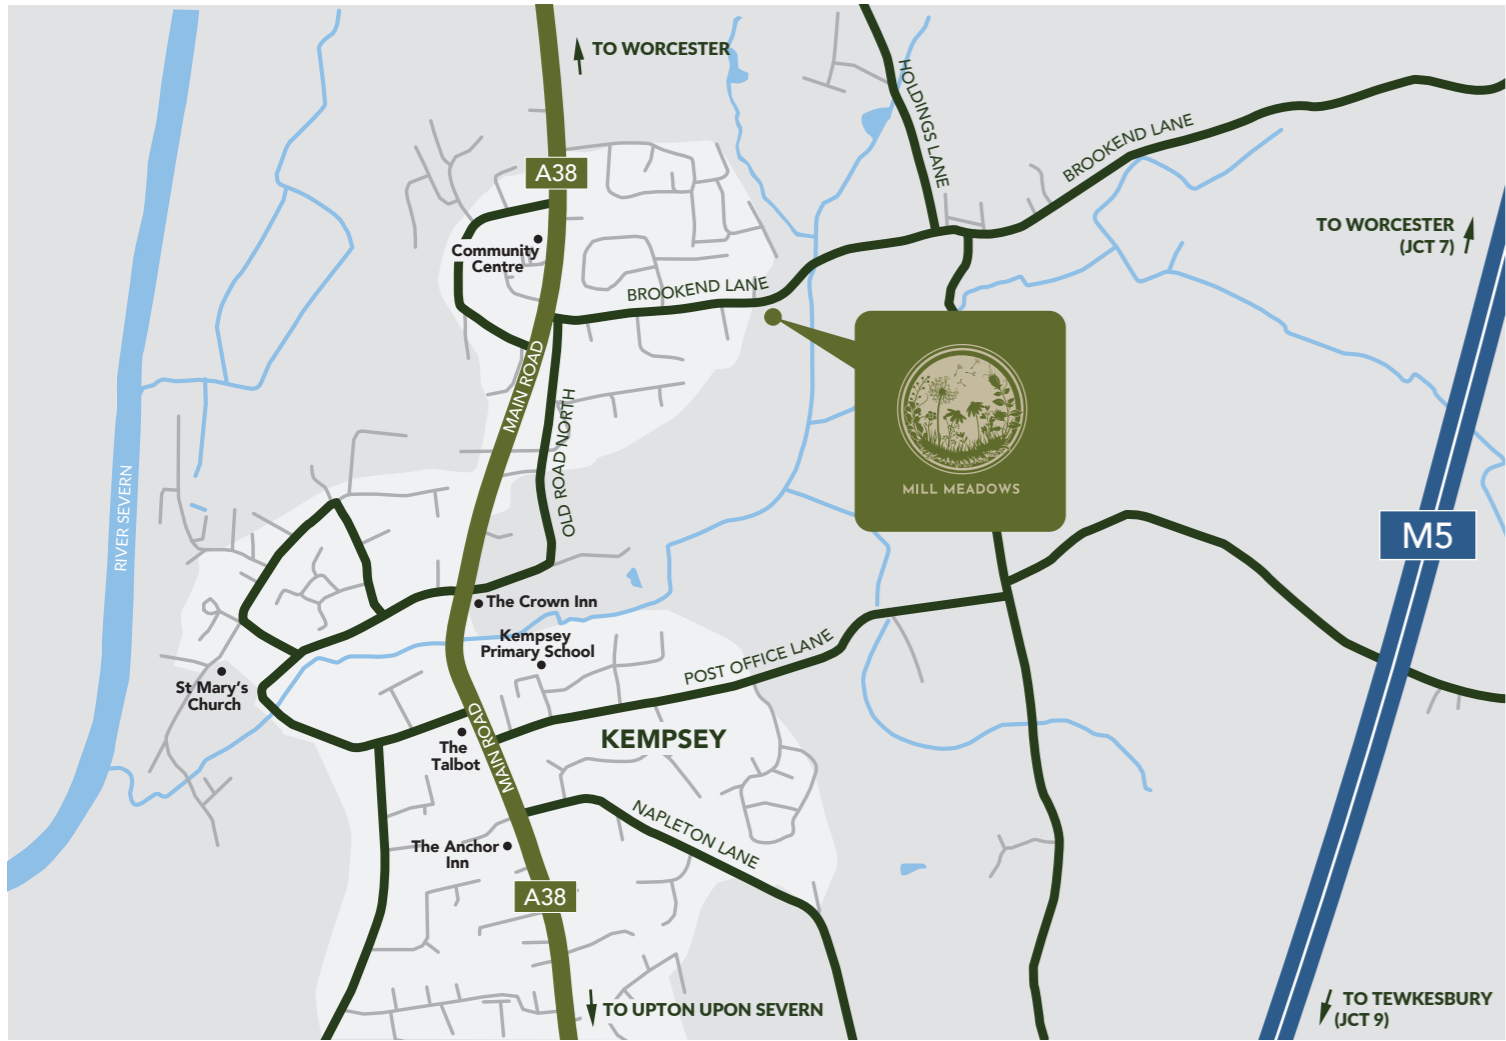 TO WORCESTER
HOLDINGS LANE
BROOKEND LANE
A38
TO WORCESTER
(JCT 7)
Community
Centre
BROOKEND LANE
MAIN ROAD
OLD ROAD NORTH
MILL MEADOWS
RIVER SEVERN
M5
The Crown Inn
Kempsey
Primary School
POST OFFICE LANE
St Mary's
Church
MAIN ROAD
The
Talbot
KEMPSEY
NAPLETON LANE
The Anchor
Inn
A38
TO UPTON UPON SEVERN
TO TEWKESBURY
(JCT 9)